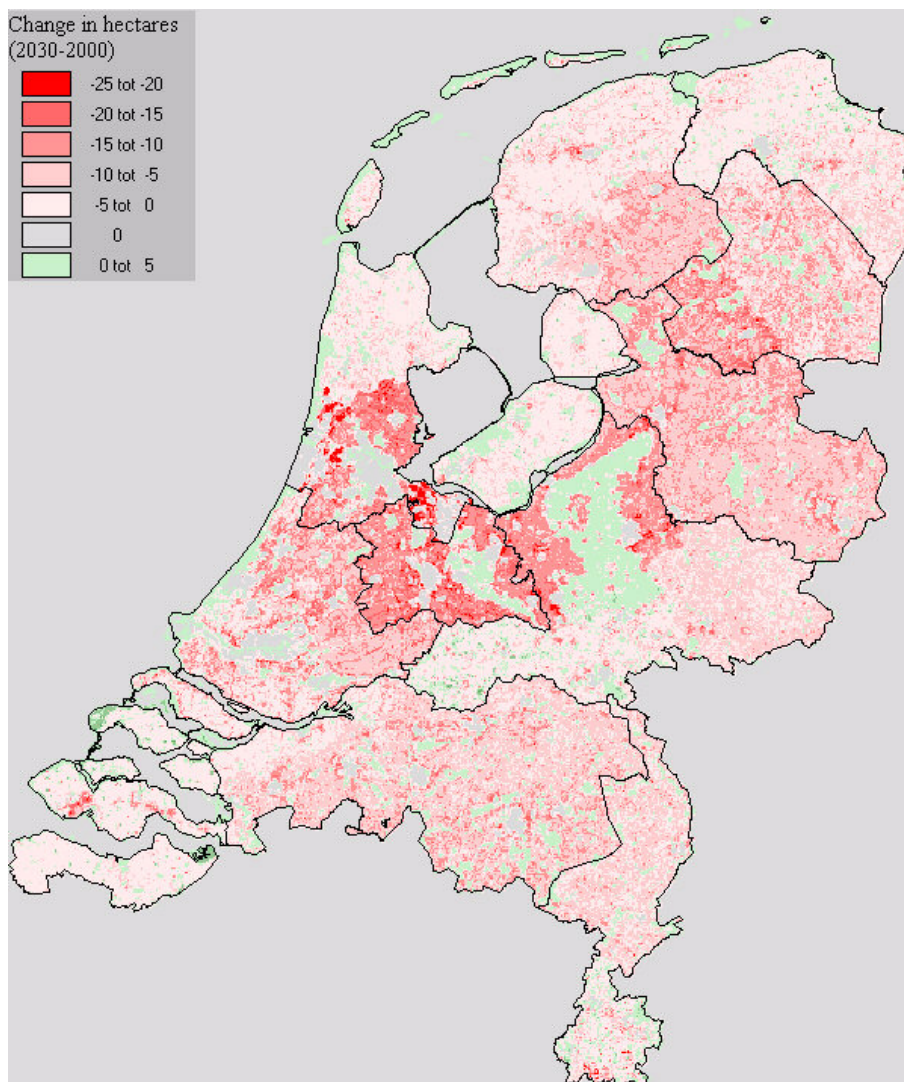 Change in hectares
(2030-2000)
-25 tot -20
-20 tot -15
-15 tot -10
-10 tot -5
-5 tot 0
0
0 tot 5